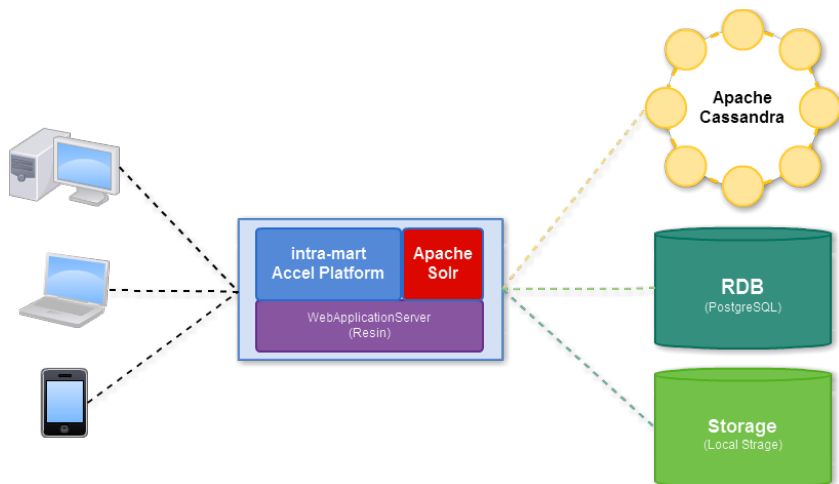 Apache
Cassandra
intra-mart
Accel Platform
Apache
Solr
WebApplicationServer
(Resin)
RDB
(PostgreSQL)
Storage
(Local Strage)